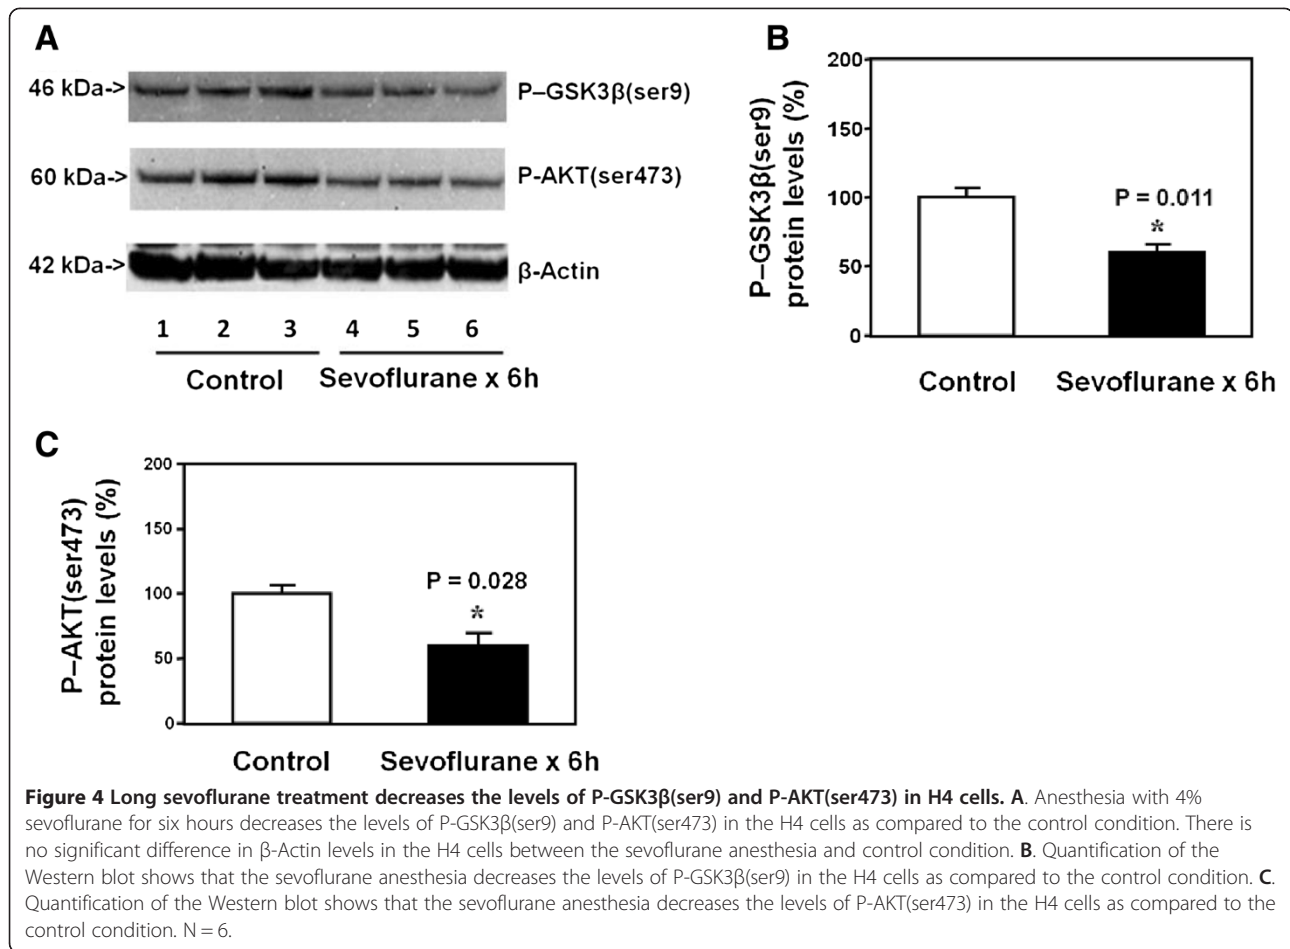 A
46 kDa->
P–GSK3β(ser9)
60 kDa->
P-AKT(ser473)
42 kDa->
β-Actin
1 2 3 4 5 6
Control Sevoflurane x 6h
B
P–GSK3β(ser9)
protein levels (%)
200
150
100
50
0
P = 0.011
*
Control Sevoflurane x 6h
C
P–AKT(ser473)
protein levels (%)
200
150
100
50
0
P = 0.028
*
Control Sevoflurane x 6h
Figure 4 Long sevoflurane treatment decreases the levels of P-GSK3β(ser9) and P-AKT(ser473) in H4 cells. A. Anesthesia with 4%
sevoflurane for six hours decreases the levels of P-GSK3β(ser9) and P-AKT(ser473) in the H4 cells as compared to the control condition. There is
no significant difference in β-Actin levels in the H4 cells between the sevoflurane anesthesia and control condition. B. Quantification of the
Western blot shows that the sevoflurane anesthesia decreases the levels of P-GSK3β(ser9) in the H4 cells as compared to the control condition. C.
Quantification of the Western blot shows that the sevoflurane anesthesia decreases the levels of P-AKT(ser473) in the H4 cells as compared to the
control condition. N = 6.